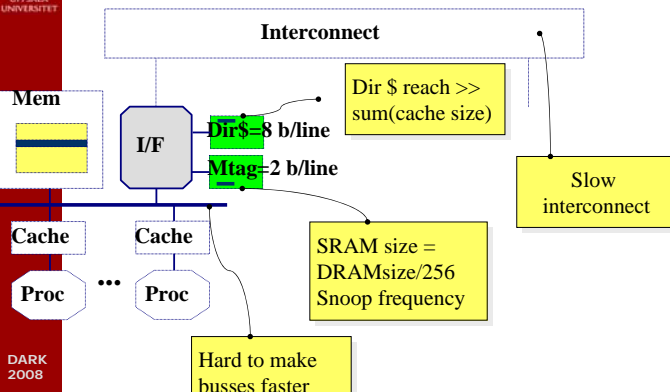 UNIVERSITET
Interconnect
Mem
Dir $ reach >>
sum(cache size)
I/F
Dir$=8 b/line
Mtag=2 b/line
Slow
interconnect
Cache
Cache
SRAM size =
DRAMsize/256
Snoop frequency
Proc
•••
Proc
DARK
2008
Hard to make
busses faster